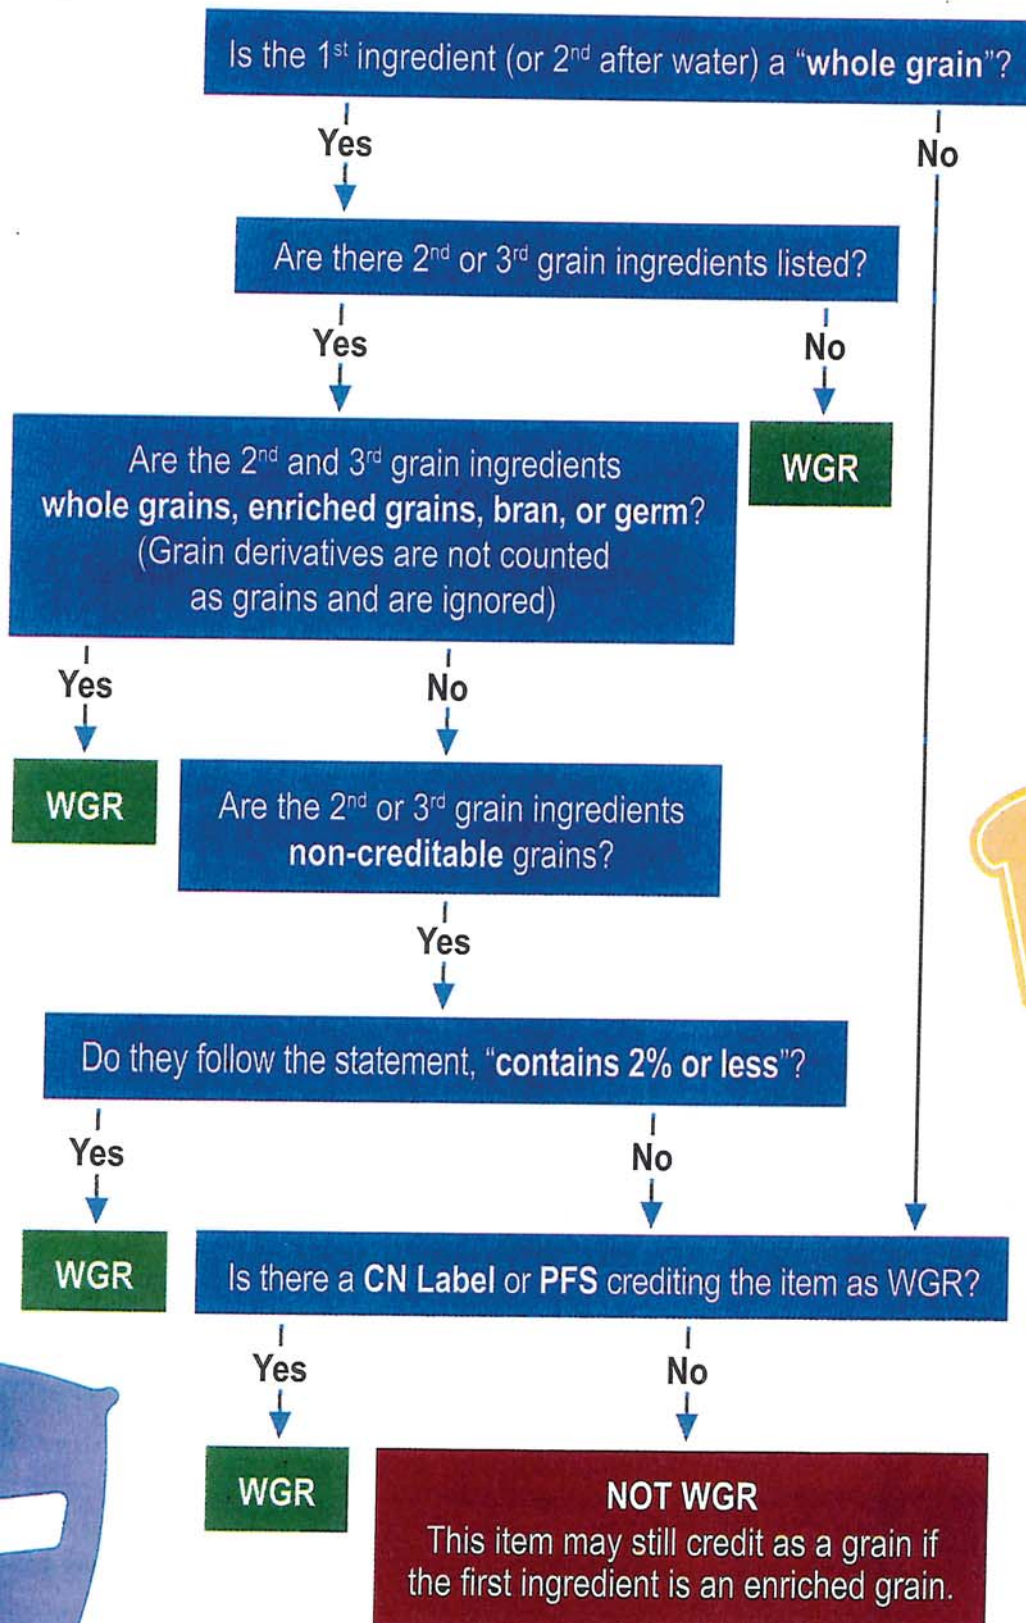 Is the 1st ingredient (or 2nd after water) a “whole grain”?
Yes
No
Are there 2nd or 3rd grain ingredients listed?
Yes
No
Are the 2nd and 3rd grain ingredients
whole grains, enriched grains, bran, or germ?
(Grain derivatives are not counted
as grains and are ignored)
WGR
Yes
No
WGR
Are the 2nd or 3rd grain ingredients
non-creditable grains?
Yes
Do they follow the statement, “contains 2% or less”?
Yes
No
WGR
Is there a CN Label or PFS crediting the item as WGR?
Yes
No
WGR
NOT WGR
This item may still credit as a grain if
the first ingredient is an enriched grain.